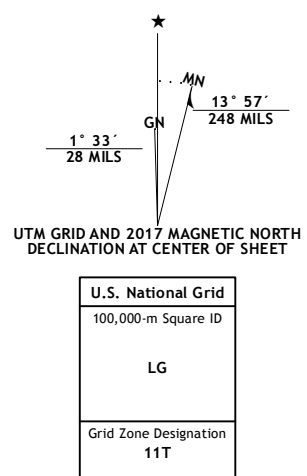 ★
MN
GN
13° 57´
248 MILS
1° 33´
28 MILS
UTM GRID AND 2017 MAGNETIC NORTH
DECLINATION AT CENTER OF SHEET
U.S. National Grid
100,000-m Square ID
LG
Grid Zone Designation
11T